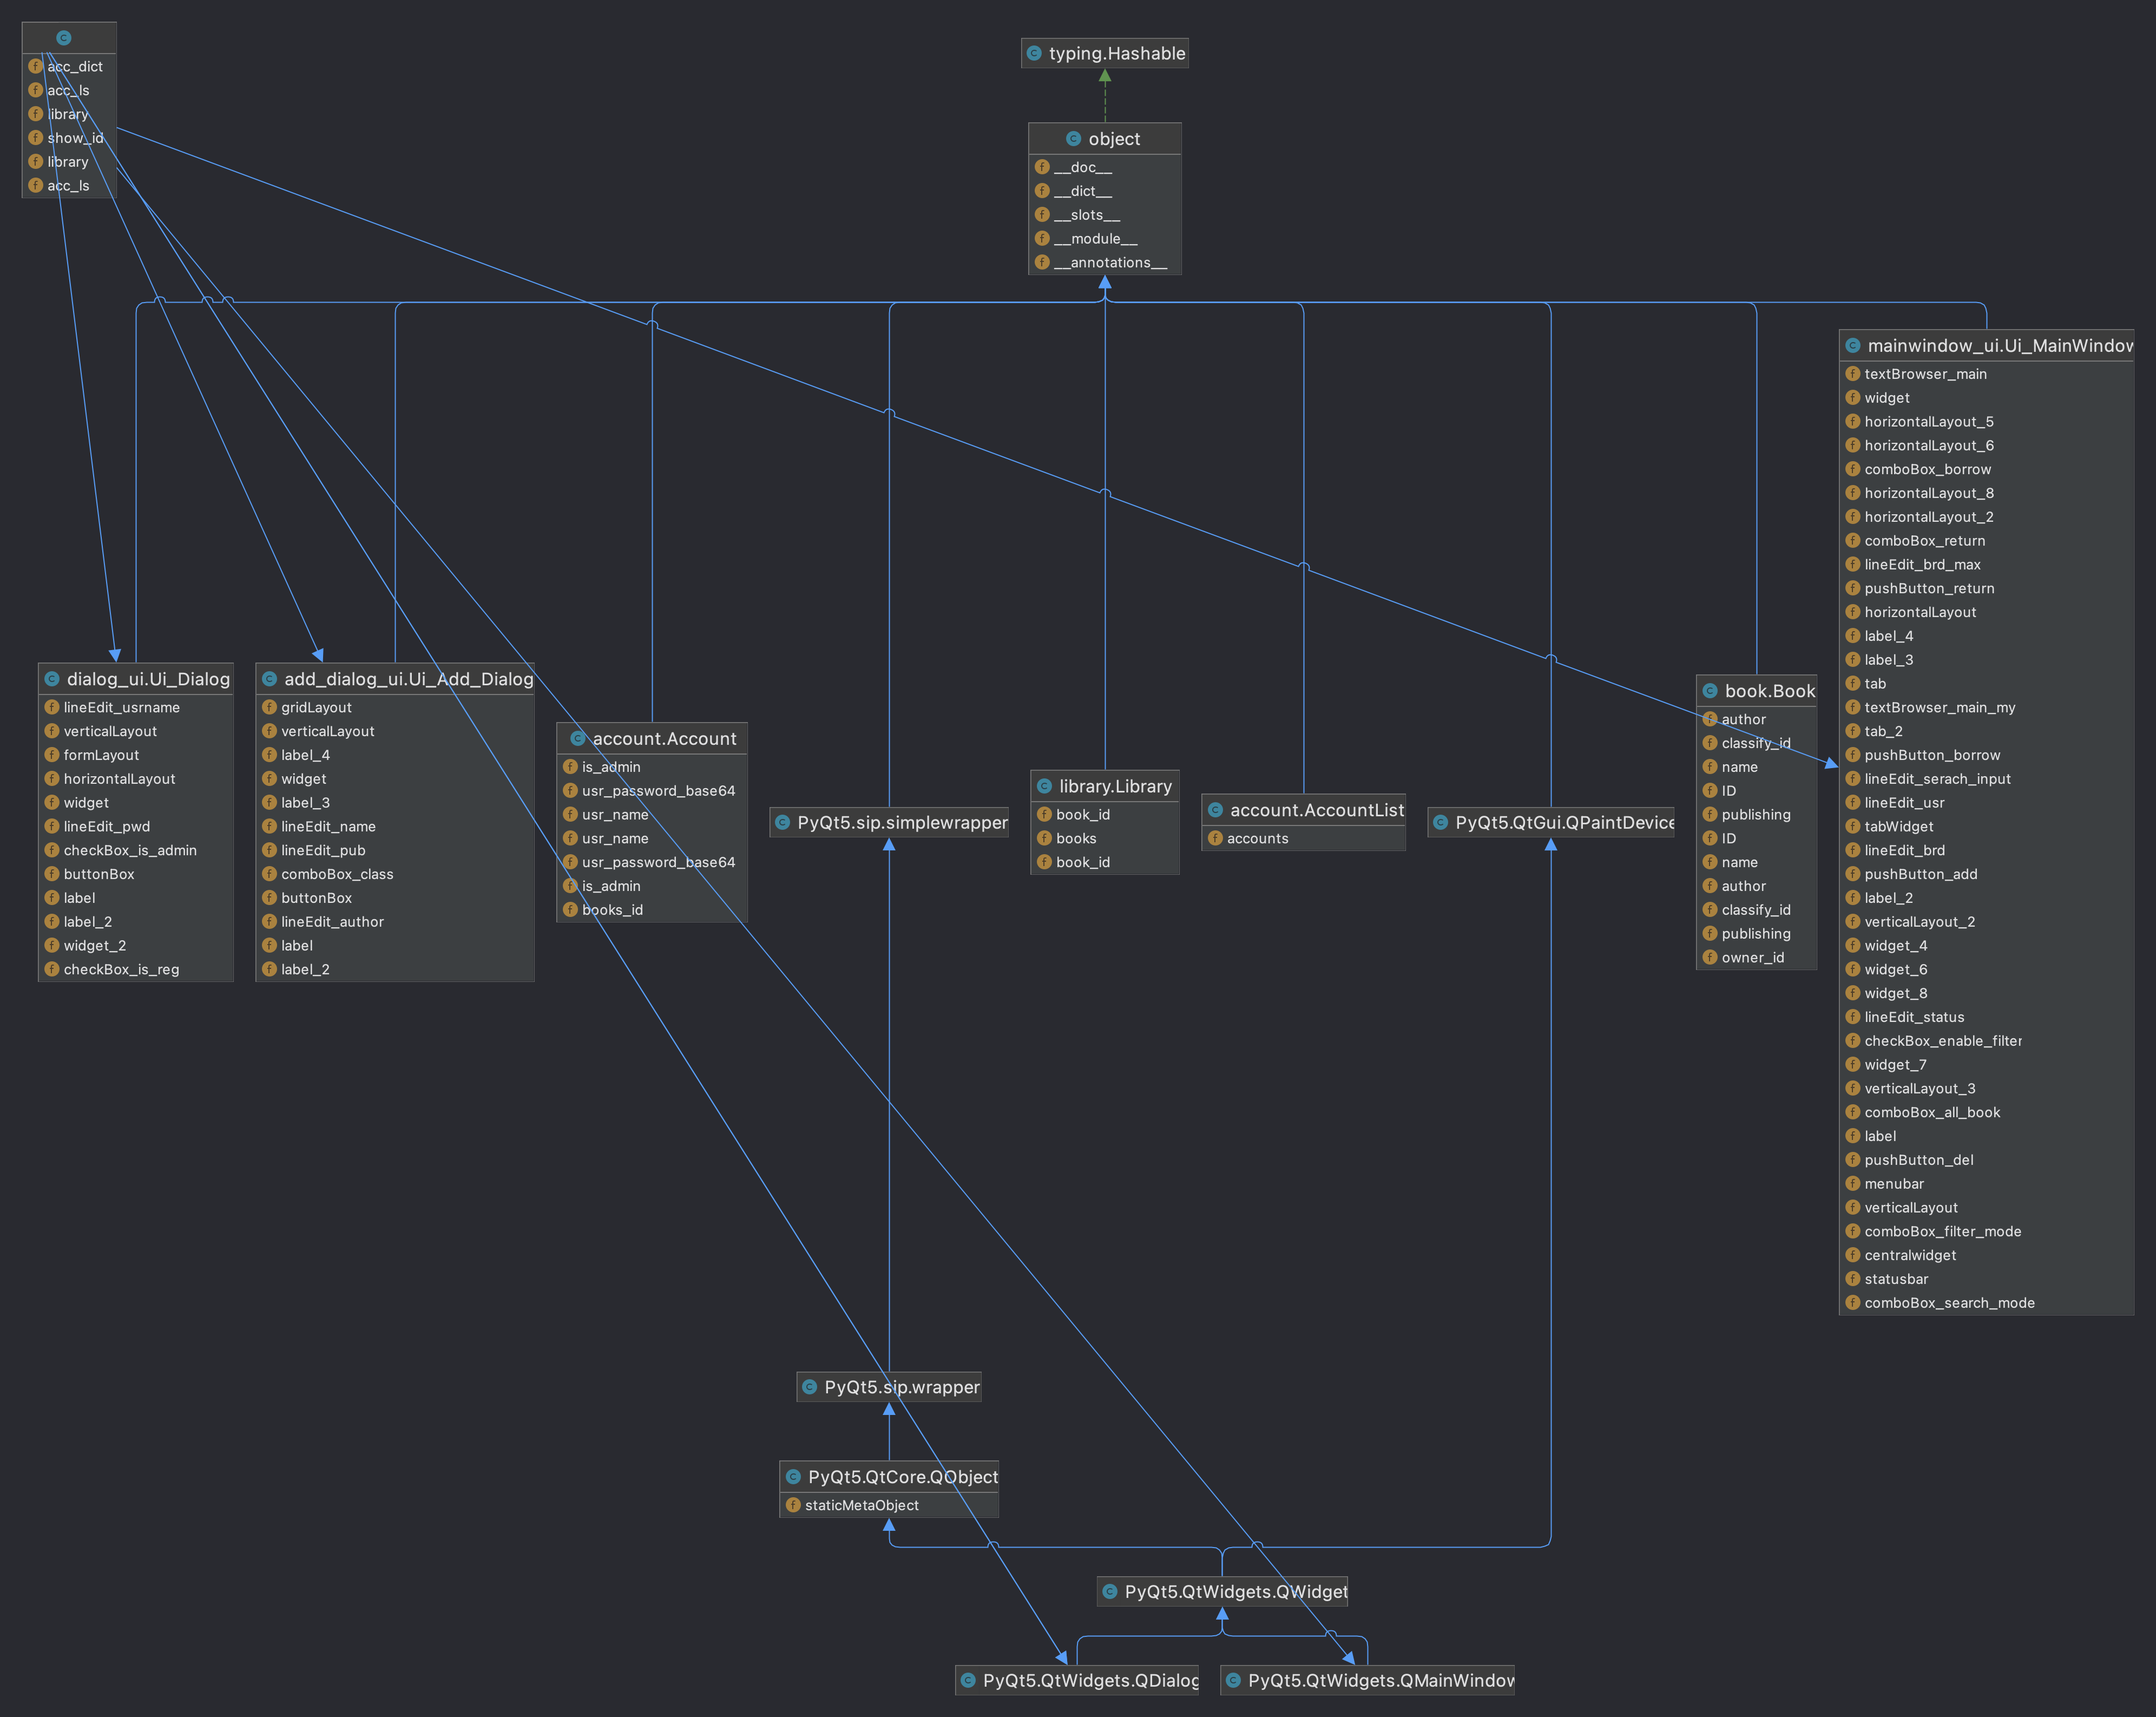 acc_dict
acc_ls
library
show_id
library
acc_ls
typing.Hashable
object
__doc__
__dict__
__slots__
__module__
__annotations__
mainwindow_ui.Ui_MainWindow
textBrowser_main
widget
horizontalLayout_5
horizontalLayout_6
comboBox_borrow
horizontalLayout_8
horizontalLayout_2
comboBox_return
lineEdit_brd_max
pushButton_return
horizontalLayout
label_4
label_3
tab
textBrowser_main_my
tab_2
pushButton_borrow
lineEdit_serach_input
lineEdit_usr
tabWidget
lineEdit_brd
pushButton_add
label_2
verticalLayout_2
widget_4
widget_6
widget_8
lineEdit_status
checkBox_enable_filter
widget_7
verticalLayout_3
comboBox_all_book
label
pushButton_del
menubar
verticalLayout
comboBox_filter_mode
centralwidget
statusbar
comboBox_search_mode
dialog_ui.Ui_Dialog
lineEdit_usrname
verticalLayout
formLayout
horizontalLayout
widget
lineEdit_pwd
checkBox_is_admin
buttonBox
label
label_2
widget_2
checkBox_is_reg
add_dialog_ui.Ui_Add_Dialog
gridLayout
verticalLayout
label_4
widget
label_3
lineEdit_name
lineEdit_pub
comboBox_class
buttonBox
lineEdit_author
label
label_2
account.Account
is_admin
usr_password_base64
usr_name
usr_name
usr_password_base64
is_admin
books_id
PyQt5.sip.simplewrapper
library.Library
book_id
books
book_id
account.AccountList
accounts
PyQt5.QtGui.QPaintDevice
book.Book
author
classify_id
name
ID
publishing
ID
name
author
classify_id
publishing
owner_id
PyQt5.sip.wrapper
PyQt5.QtCore.QObject
staticMetaObject
PyQt5.QtWidgets.QWidget
PyQt5.QtWidgets.QDialog
PyQt5.QtWidgets.QMainWindow